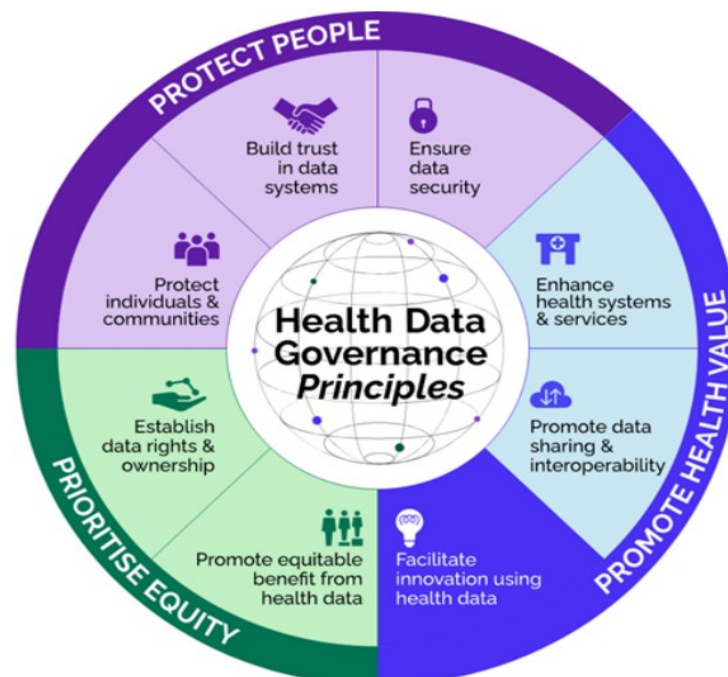 PROTECT PEOPLE
Build trust
in data
systems
Ensure
data
security
Protect
individuals &
communities
Enhance
health systems
& services
Health Data
Governance
Principles
Establish
data rights &
ownership
Promote data
sharing &
interoperability
Promote equitable
benefit from
health data
Facilitate
innovation using
health data
PRIORITISE EQUITY
PROMOTE HEALTH VALUE